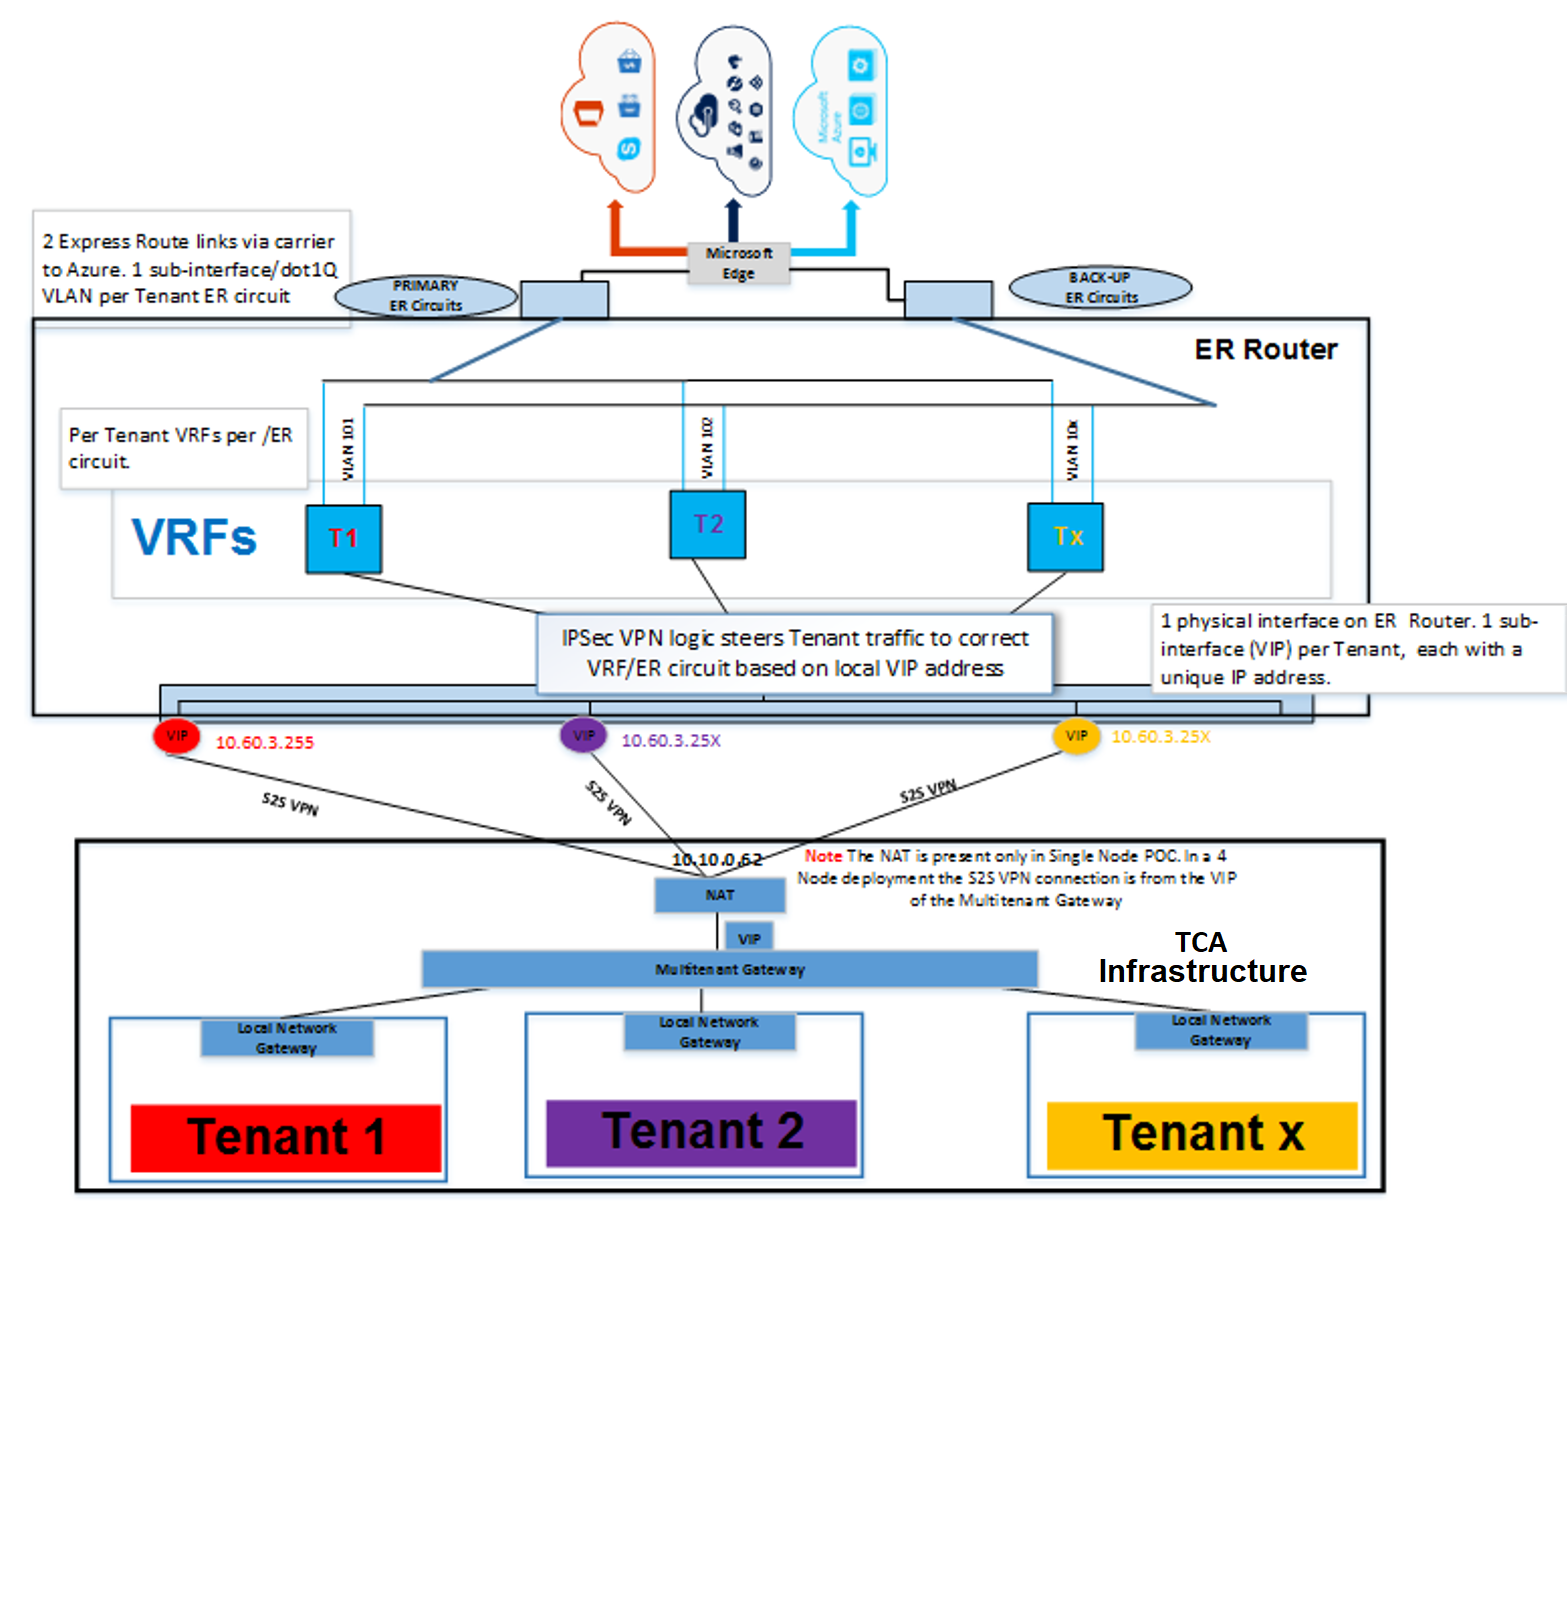 Microsoft
Azure
Microsoft
Edge
2 Express Route links via carrier
to Azure. 1 sub-interface/dot1Q
VLAN per Tenant ER circuit
PRIMARY
ER Circuits
BACK-UP
ER Circuits
ER Router
Per Tenant VRFs per /ER
circuit.
VLAN 101
VLAN 102
VLAN 10x
VRFs
T1
T2
Tx
IPSec VPN logic steers Tenant traffic to correct
VRF/ER circuit based on local VIP address
1 physical interface on ER Router. 1 sub-
interface (VIP) per Tenant, each with a
unique IP address.
VIP
10.60.3.255
VIP
10.60.3.25X
VIP
10.60.3.25X
S2S VPN
S2S VPN
S2S VPN
10.10.0.62
Note The NAT is present only in Single Node POC. In a 4
Node deployment the S2S VPN connection is from the VIP
of the Multitenant Gateway
NAT
VIP
Multitenant Gateway
TCA
Infrastructure
Local Network
Gateway
Local Network
Gateway
Local Network
Gateway
Tenant 1
Tenant 2
Tenant x